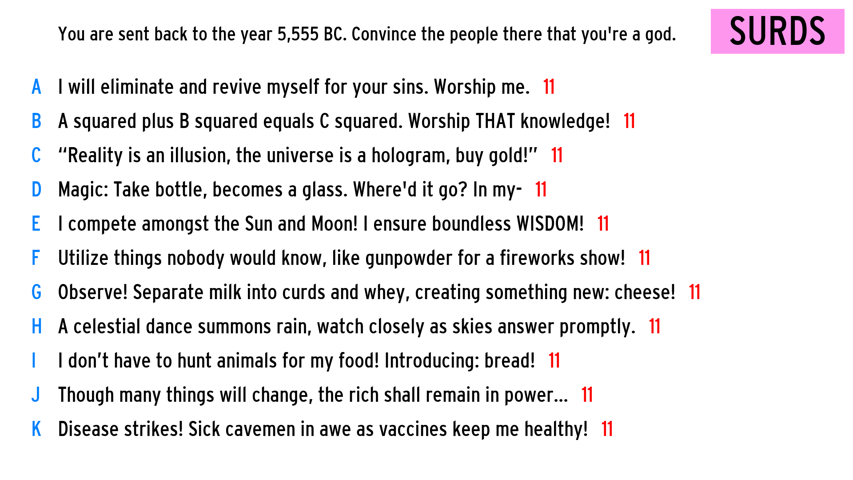 You are sent back to the year 5,555 BC. Convince the people there that you're a god.
SURDS
A I will eliminate and revive myself for your sins. Worship me. 11
B A squared plus B squared equals C squared. Worship THAT knowledge! 11
C “Reality is an illusion, the universe is a hologram, buy gold!” 11
D Magic: Take bottle, becomes a glass. Where'd it go? In my- 11
E I compete amongst the Sun and Moon! I ensure boundless WISDOM! 11
F Utilize things nobody would know, like gunpowder for a fireworks show! 11
G Observe! Separate milk into curds and whey, creating something new: cheese! 11
H A celestial dance summons rain, watch closely as skies answer promptly. 11
I I don’t have to hunt animals for my food! Introducing: bread! 11
J Though many things will change, the rich shall remain in power... 11
K Disease strikes! Sick cavemen in awe as vaccines keep me healthy! 11